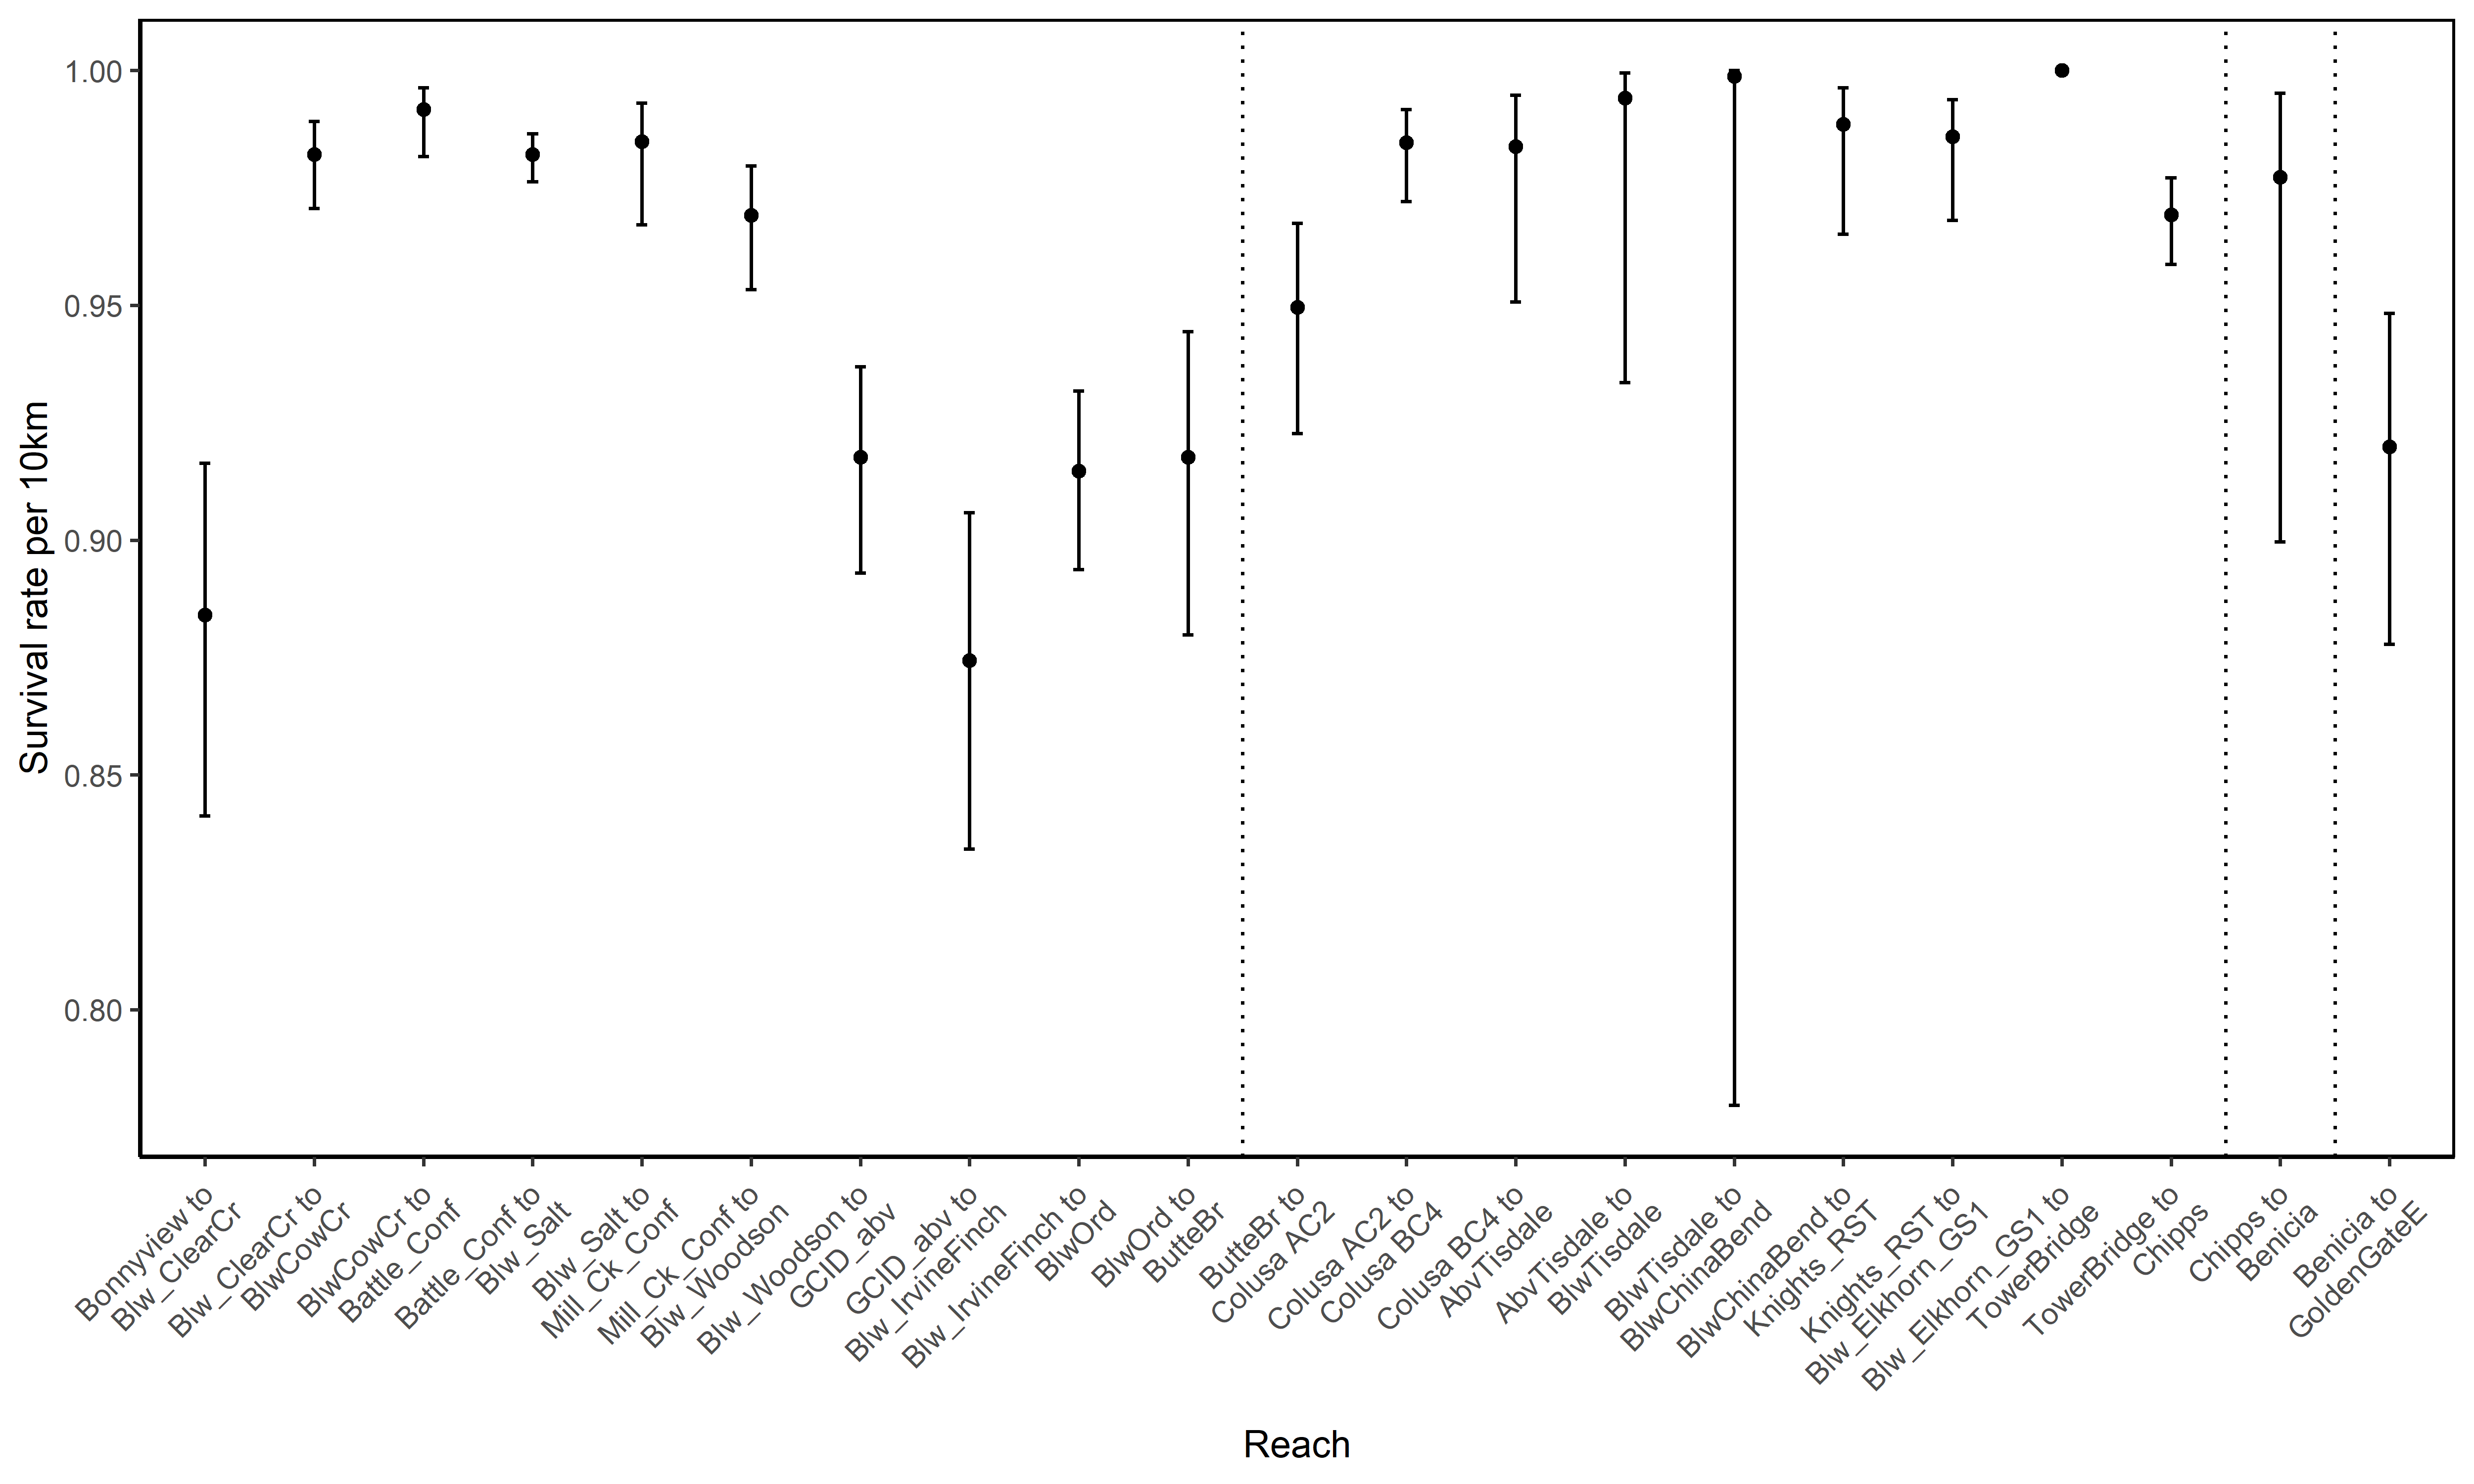 Survival rate per 10km
1.00
0.95
0.90
0.85
0.80
Bonnyview to
Blw_ClearCr
Blw_ClearCr to
BlwCowCr
BlwCowCr to
Battle_Conf
Battle_Conf to
Blw_Salt
Blw_Salt to
Mill_Ck_Conf
Mill_Ck_Conf to
Blw_Woodson
Blw_Woodson to
GCID_abv
GCID_abv to
Blw_IrvineFinch
Blw_IrvineFinch to
BlwOrd
BlwOrd to
ButteBr
ButteBr to
Colusa AC2
Colusa AC2 to
Colusa BC4
Colusa BC4 to
AbvTisdale
AbvTisdale to
BlwTisdale
BlwTisdale to
BlwChinaBend
BlwChinaBend to
Knights_RST
Knights_RST to
Blw_Elkhorn_GS1
Blw_Elkhorn_GS1 to
TowerBridge
TowerBridge to
Chipps
Chipps to
Benicia
Benicia to
GoldenGateE
Reach